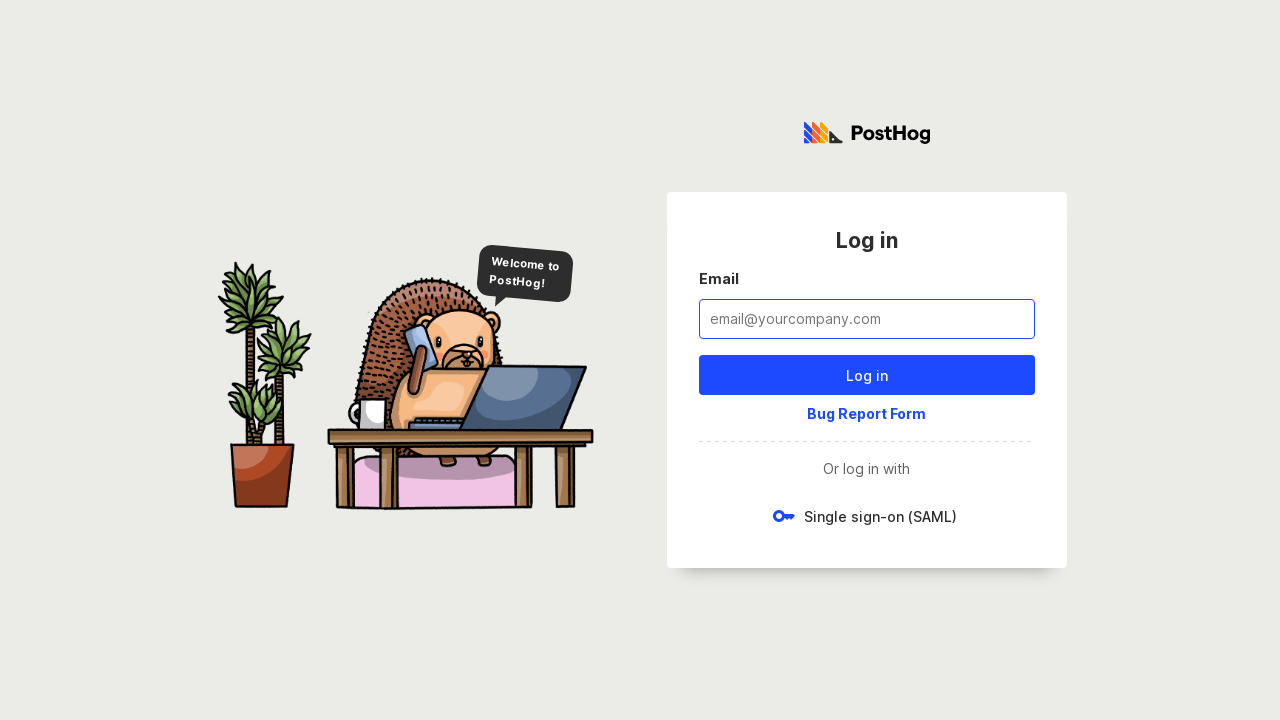 PostHog
Welcome to
PostHog!
Log in
Email
email@yourcompany.com
Log in
Bug Report Form
Or log in with
Single sign-on (SAML)